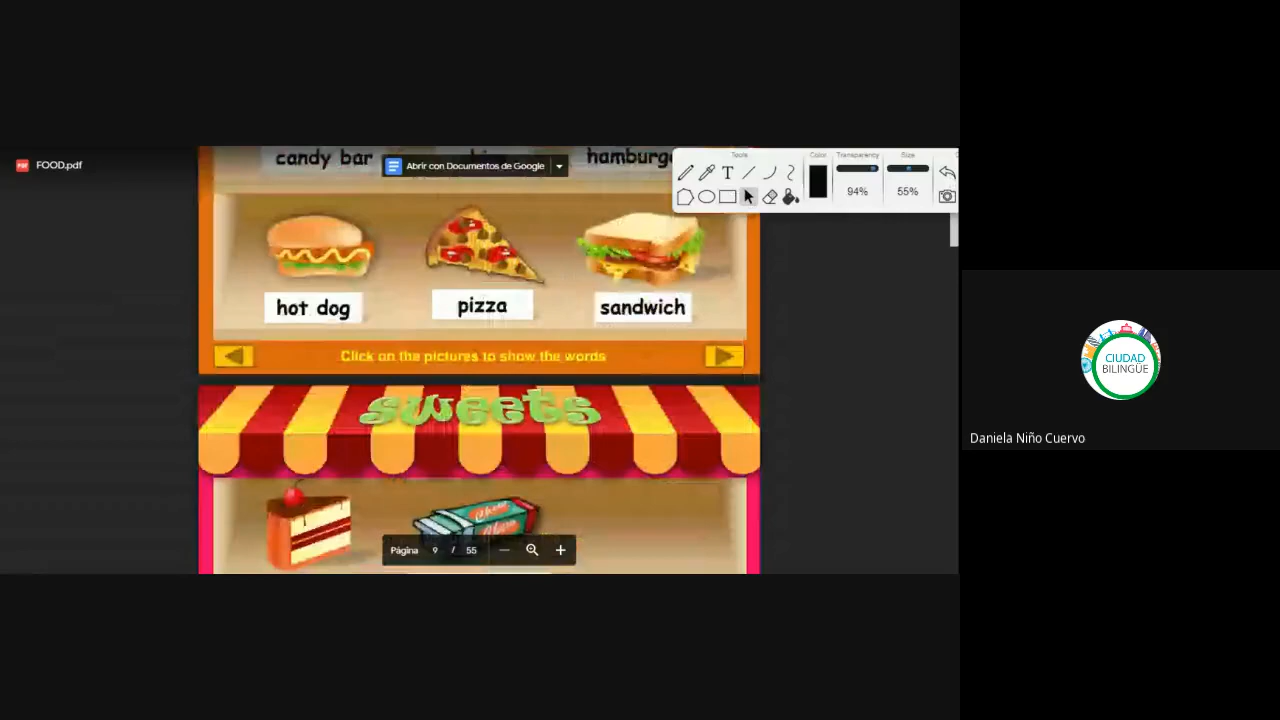 FOOD.pdf
candy bar
Abrir con Documentos de Google
Tools
Color
Transparency
Size
94%
55%
hot dog
pizza
sandwich
Click on the pictures to show the words
sweets
Página 9 / 55
CIUDAD
BILINGÜE
Daniela Niño Cuervo